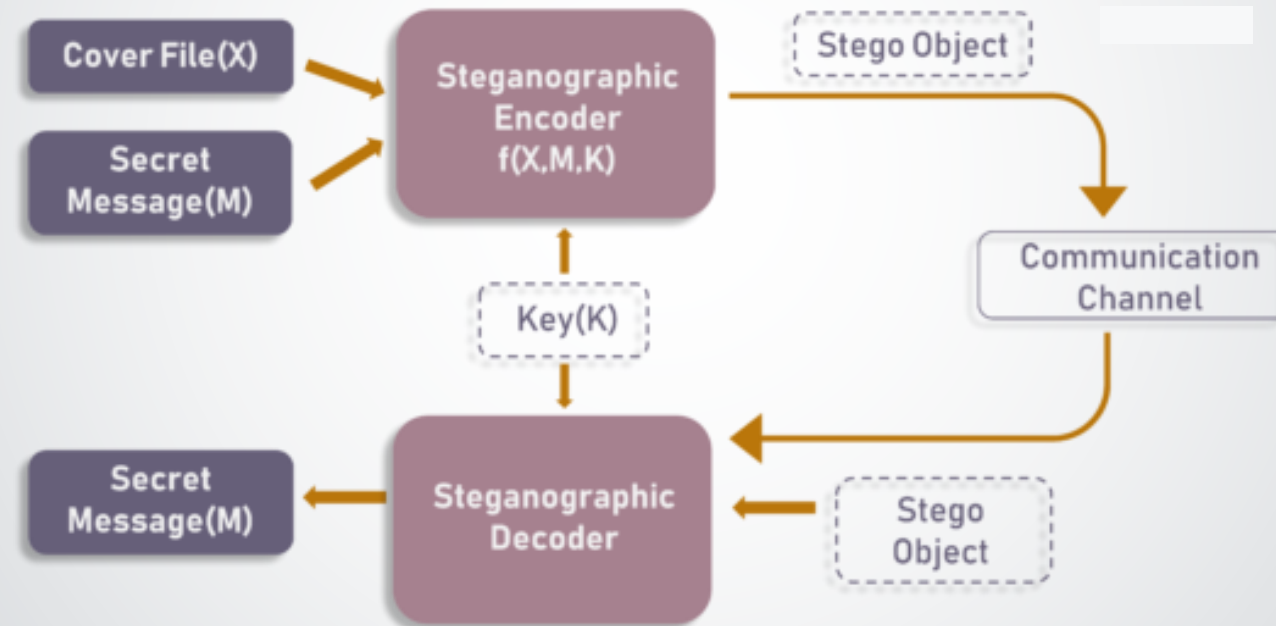 Cover File(X)
Stego Object
Steganographic
Encoder
f(X,M,K)
Secret
Message(M)
Communication
Channel
Key(K)
Secret
Message(M)
Steganographic
Decoder
Stego
Object